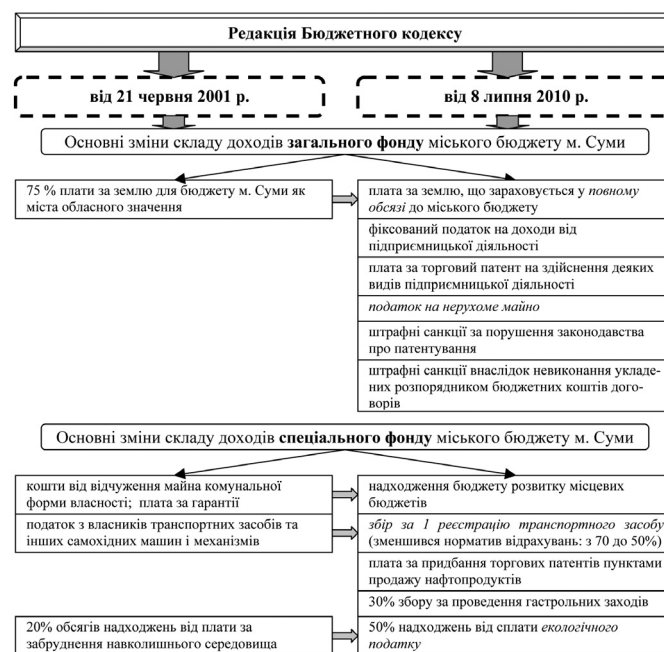 Редакція Бюджетного кодексу
від 21 червня 2001 р.
від 8 липня 2010 р.
Основні зміни складу доходів загального фонду міського бюджету м. Суми
75 % плати за землю для бюджету м. Суми як
міста обласного значення
плата за землю, що зараховується у повному
обсязі до міського бюджету
фіксований податок на доходи від
підприємницької діяльності
плата за торговий патент на здійснення деяких
видів підприємницької діяльності
податок на нерухоме майно
штрафні санкції за порушення законодавства
про патентування
штрафні санкції внаслідок невиконання укладе-
них розпорядником бюджетних коштів дого-
ворів
Основні зміни складу доходів спеціального фонду міського бюджету м. Суми
кошти від відчуження майна комунальної
форми власності; плата за гарантії
надходження бюджету розвитку місцевих
бюджетів
податок з власників транспортних засобів та
інших самохідних машин і механізмів
збір за 1 реєстрацію транспортного засобу
(зменшився норматив відрахувань: з 70 до 50%)
плата за придбання торгових патентів пунктами
продажу нафтопродуктів
30% збору за проведення гастрольних заходів
20% обсягів надходжень від плати за
забруднення навколишнього середовища
50% надходжень від сплати екологічного
податку